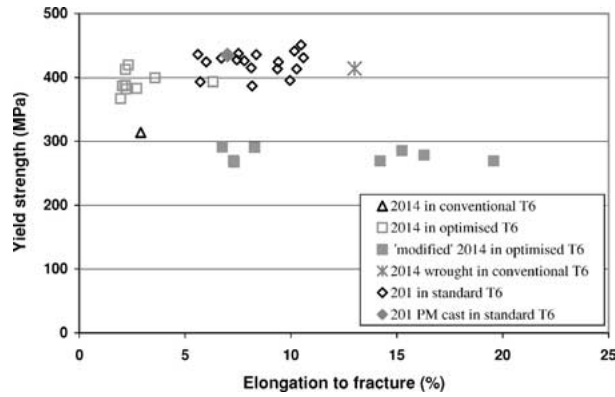 Yield strength (MPa)
500
400
300
200
100
0
2014 in conventional T6
2014 in optimised T6
'modified' 2014 in optimised T6
2014 wrought in conventional T6
201 in standard T6
201 PM cast in standard T6
0 5 10 15 20 25
Elongation to fracture (%)